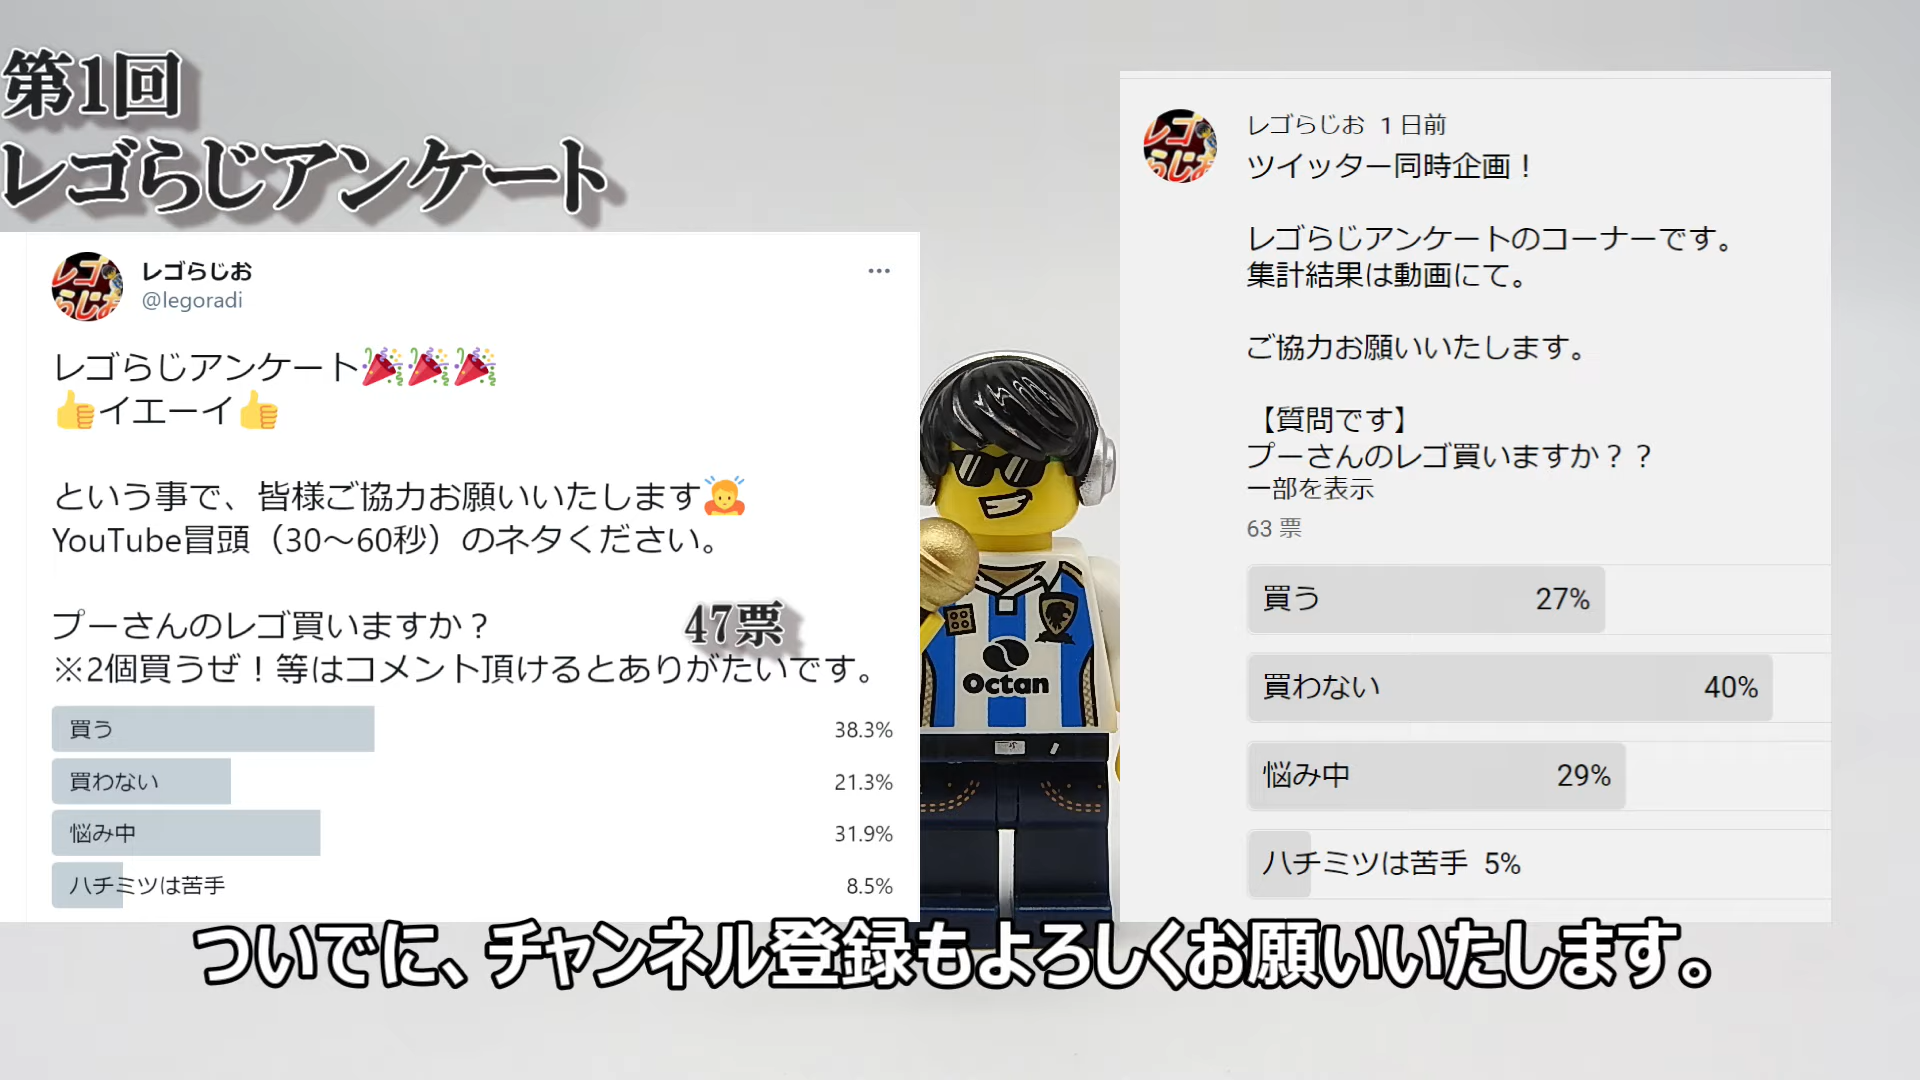 第1回
レゴらじアンケート
レゴらじお
@legoradi
レゴらじアンケート🎉🎉🎉
👍イエーイ👍
という事で、皆様ご協力お願いいたします🙇
YouTube冒頭（30～60秒）のネタください。
プーさんのレゴ買いますか？
47票
※2個買うぜ！等はコメント頂けるとありがたいです。
買う 38.3%
買わない 21.3%
悩み中 31.9%
ハチミツは苦手 8.5%
Octan
レゴらじお 1 日前
ツイッター同時企画！
レゴらじアンケートのコーナーです。
集計結果は動画にて。
ご協力お願いいたします。
【質問です】
プーさんのレゴ買いますか？？
一部を表示
63 票
買う 27%
買わない 40%
悩み中 29%
ハチミツは苦手 5%
ついでに、チャンネル登録もよろしくお願いいたします。